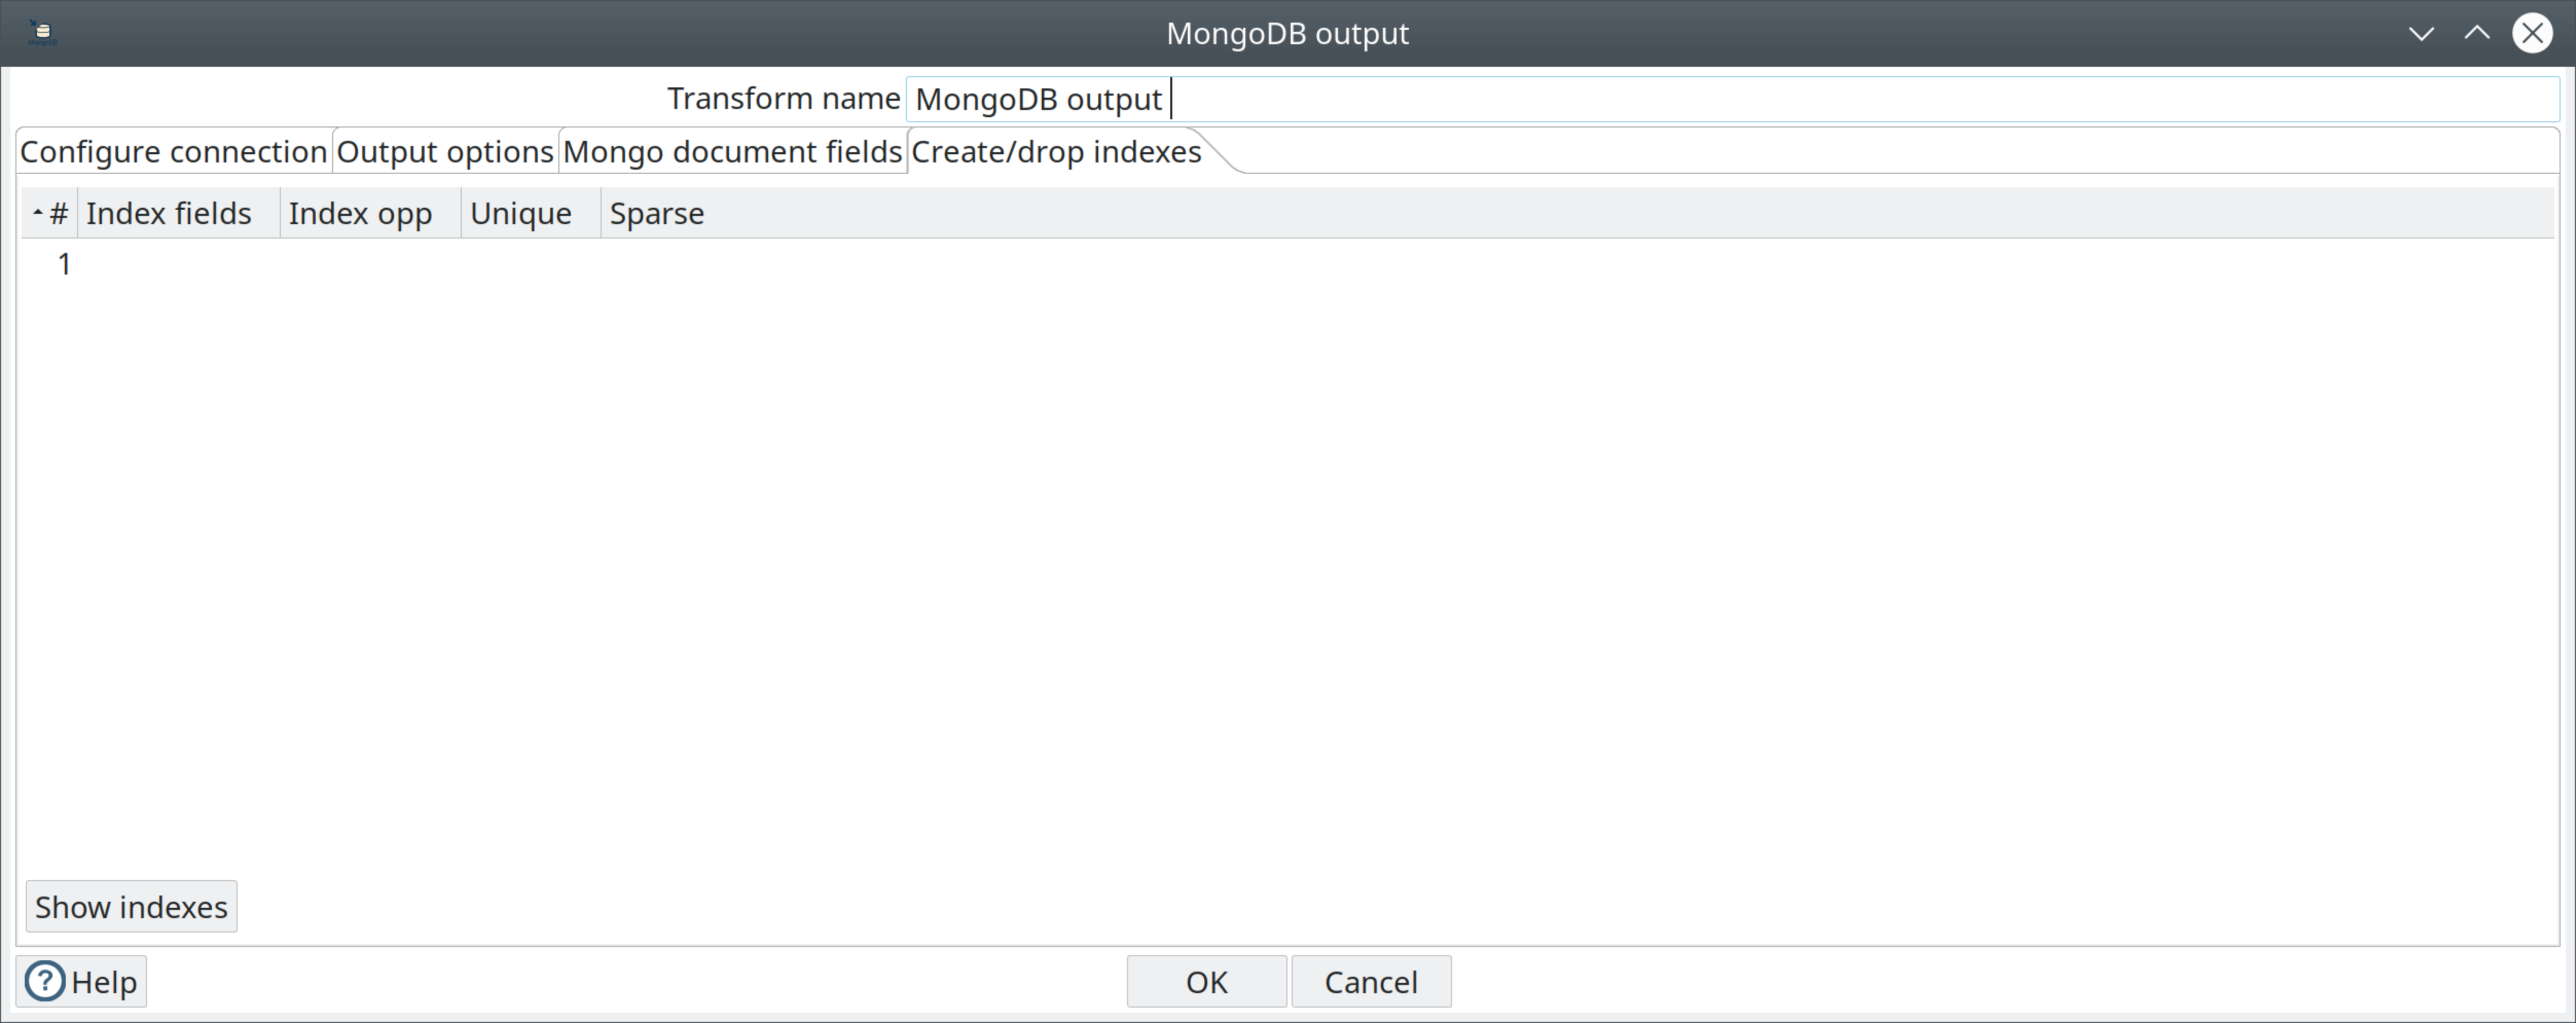 MongoDB output
Transform name MongoDB output
Configure connection Output options Mongo document fields Create/drop indexes
# Index fields Index opp Unique Sparse
1
Show indexes
? Help OK Cancel